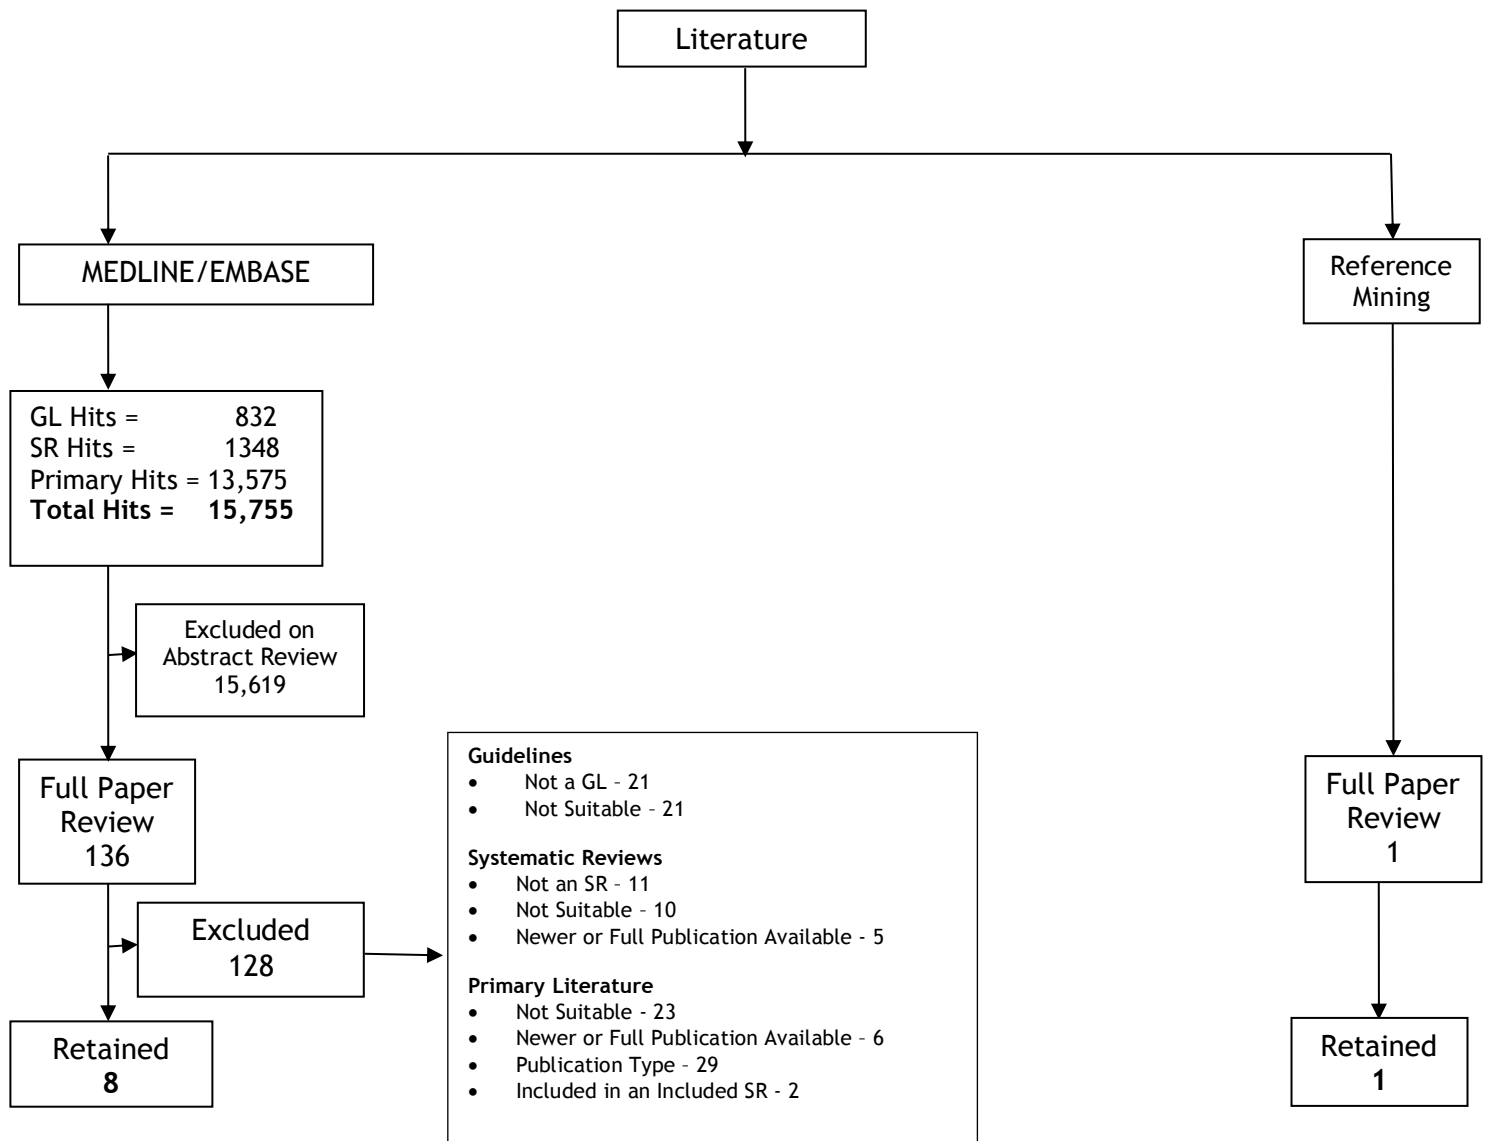 Literature
MEDLINE/EMBASE
Reference
Mining
GL Hits = 832
SR Hits = 1348
Primary Hits = 13,575
Total Hits = 15,755
Excluded on
Abstract Review
15,619
Full Paper
Review
136
Excluded
128
Guidelines
• Not a GL – 21
• Not Suitable – 21
Systematic Reviews
• Not an SR – 11
• Not Suitable – 10
• Newer or Full Publication Available - 5
Primary Literature
• Not Suitable - 23
• Newer or Full Publication Available – 6
• Publication Type – 29
• Included in an Included SR - 2
Retained
8
Full Paper
Review
1
Retained
1